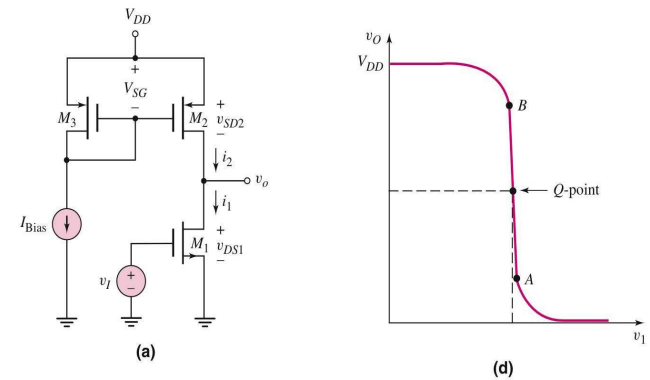 V_DD
+
V_SG
−
M_3
M_2
+
v_SD2
−
i_2
v_o
i_1
I_Bias
M_1
+
v_DS1
−
v_I
+
−
(a)
v_O
V_DD
B
Q-point
A
v_1
(d)